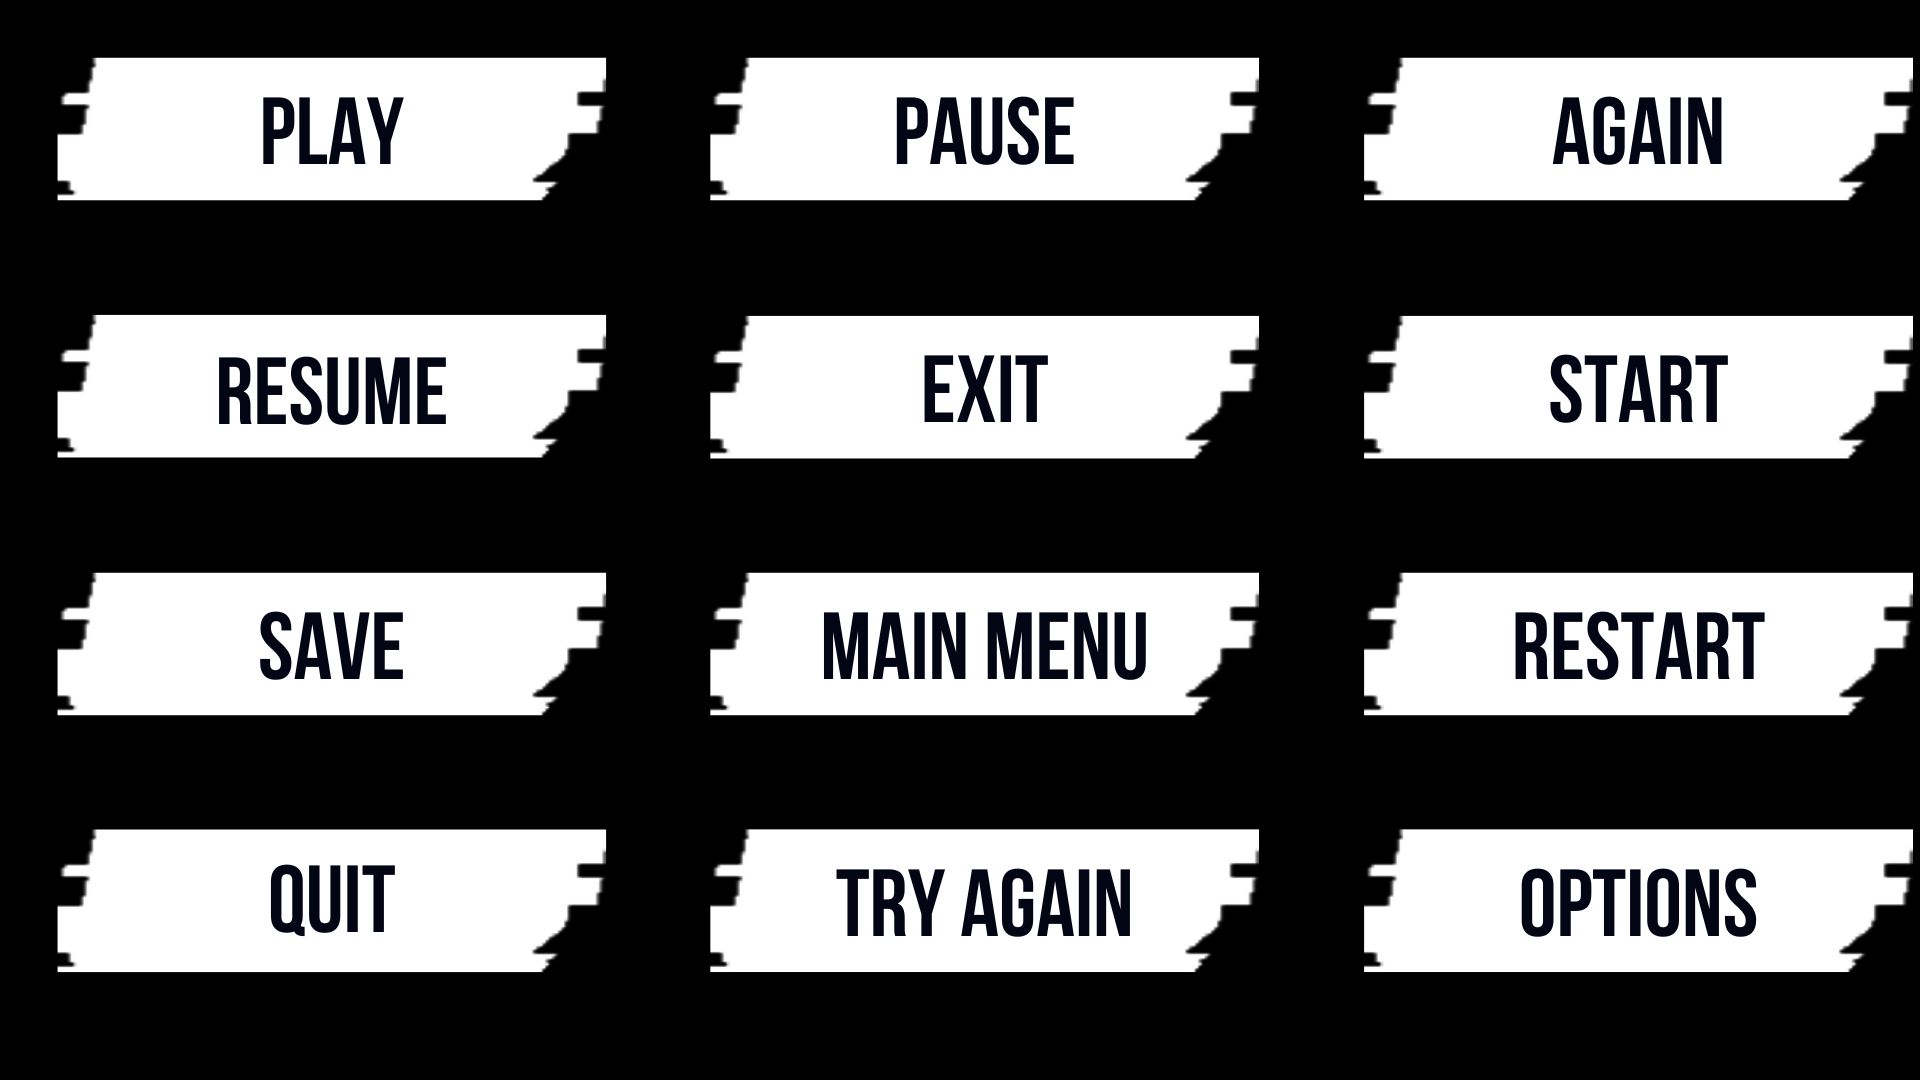 PLAY
PAUSE
AGAIN
RESUME
EXIT
START
SAVE
MAIN MENU
RESTART
QUIT
TRY AGAIN
OPTIONS